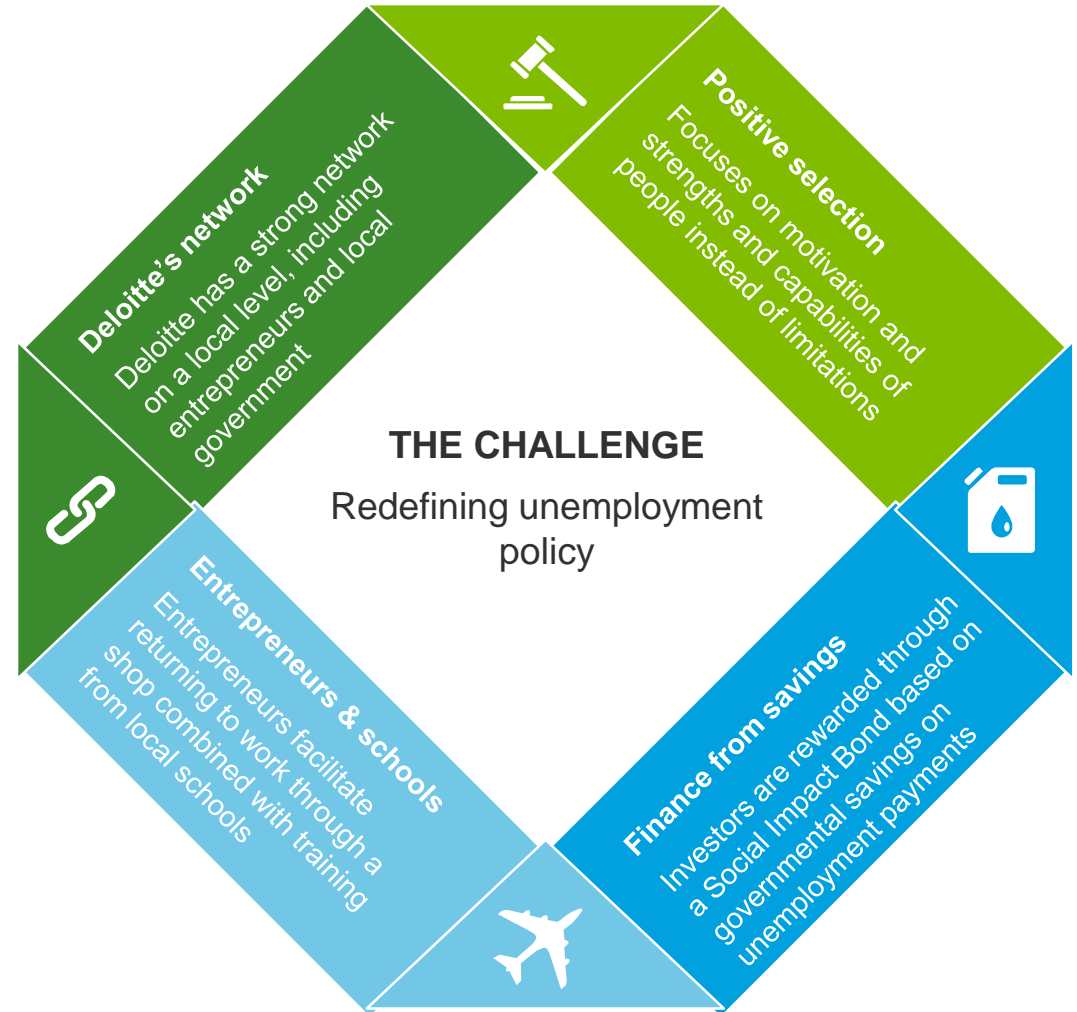 Deloitte’s network
Deloitte has a strong network
on a local level, including
entrepreneurs and local
government
Positive selection
Focuses on motivation and
strengths and capabilities of
people instead of limitations
THE CHALLENGE
Redefining unemployment
policy
Entrepreneurs & schools
Entrepreneurs facilitate
returning to work through a
shop combined with training
from local schools
Finance from savings
Investors are rewarded through
a Social Impact Bond based on
governmental savings on
unemployment payments